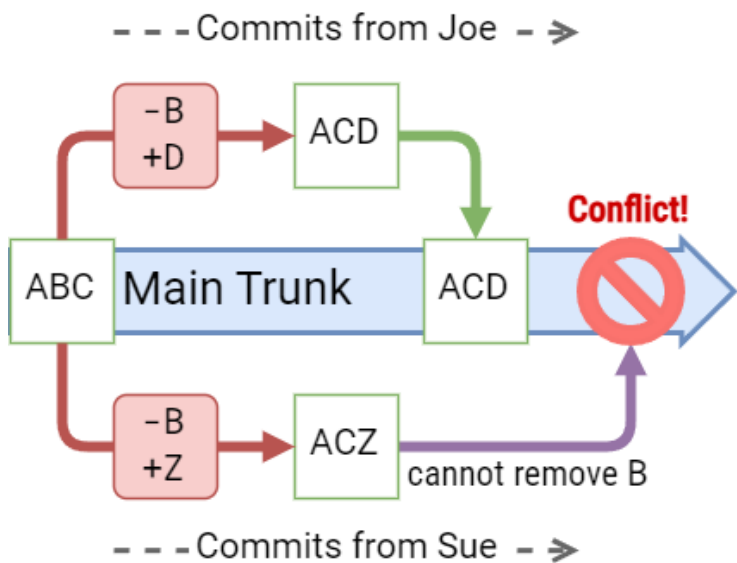 Commits from Joe
−B
+D
ACD
Conflict!
ABC
Main Trunk
ACD
−B
+Z
ACZ
cannot remove B
Commits from Sue